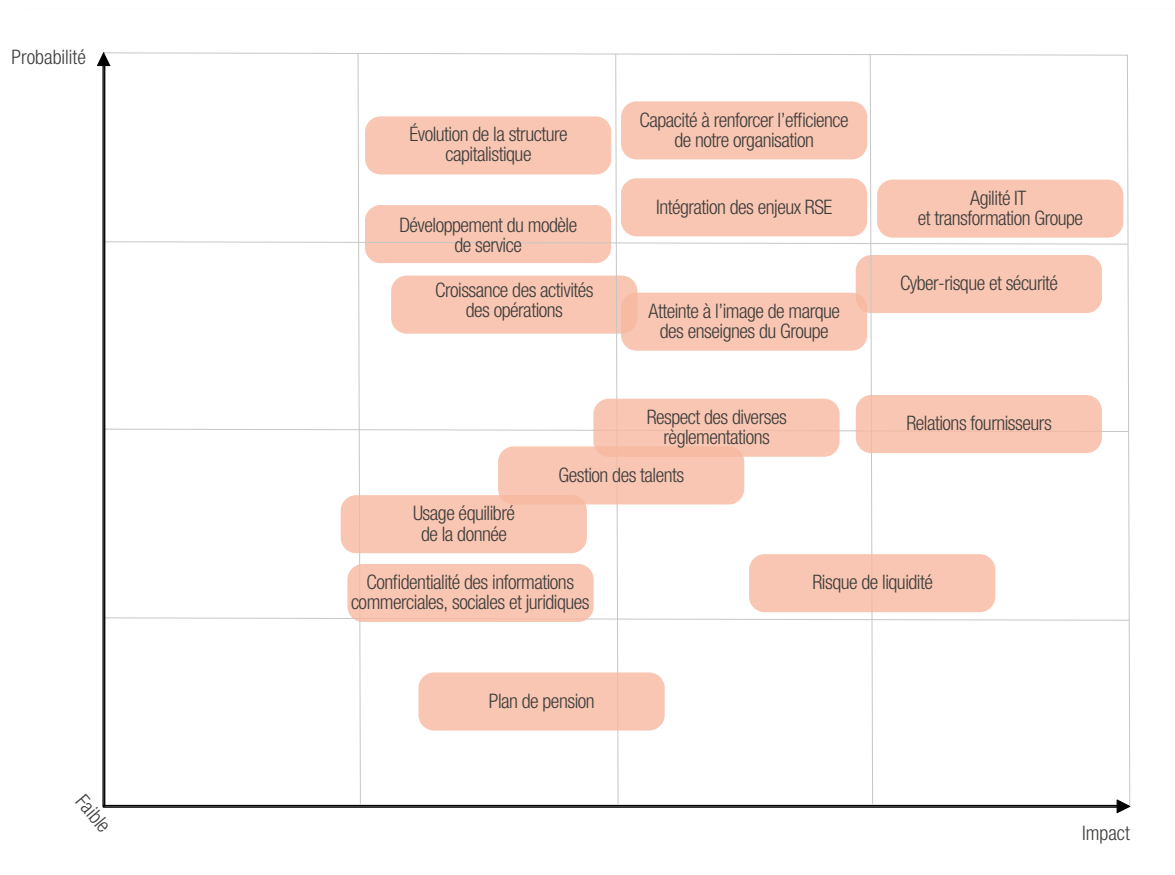 Probabilité
Évolution de la structure
capitalistique
Capacité à renforcer l’efficience
de notre organisation
Développement du modèle
de service
Intégration des enjeux RSE
Agilité IT
et transformation Groupe
Croissance des activités
des opérations
Atteinte à l’image de marque
des enseignes du Groupe
Cyber-risque et sécurité
Respect des diverses
règlementations
Relations fournisseurs
Gestion des talents
Usage équilibré
de la donnée
Confidentialité des informations
commerciales, sociales et juridiques
Risque de liquidité
Plan de pension
Faible
Impact